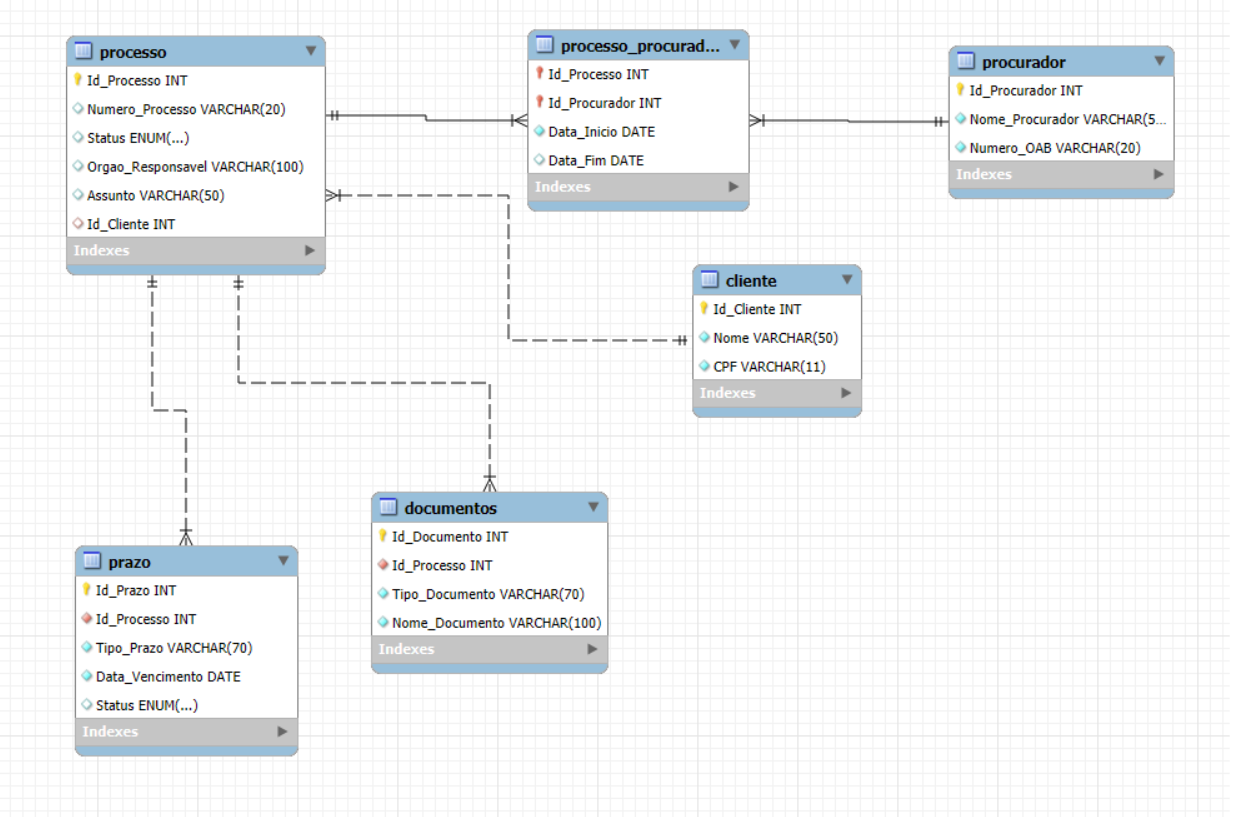 processo
Id_Processo INT
Numero_Processo VARCHAR(20)
Status ENUM(...)
Orgao_Responsavel VARCHAR(100)
Assunto VARCHAR(50)
Id_Cliente INT
Indexes
processo_procurad...
Id_Processo INT
Id_Procurador INT
Data_Inicio DATE
Data_Fim DATE
Indexes
procurador
Id_Procurador INT
Nome_Procurador VARCHAR(5...
Numero_OAB VARCHAR(20)
Indexes
cliente
Id_Cliente INT
Nome VARCHAR(50)
CPF VARCHAR(11)
Indexes
documentos
Id_Documento INT
Id_Processo INT
Tipo_Documento VARCHAR(70)
Nome_Documento VARCHAR(100)
Indexes
prazo
Id_Prazo INT
Id_Processo INT
Tipo_Prazo VARCHAR(70)
Data_Vencimento DATE
Status ENUM(...)
Indexes